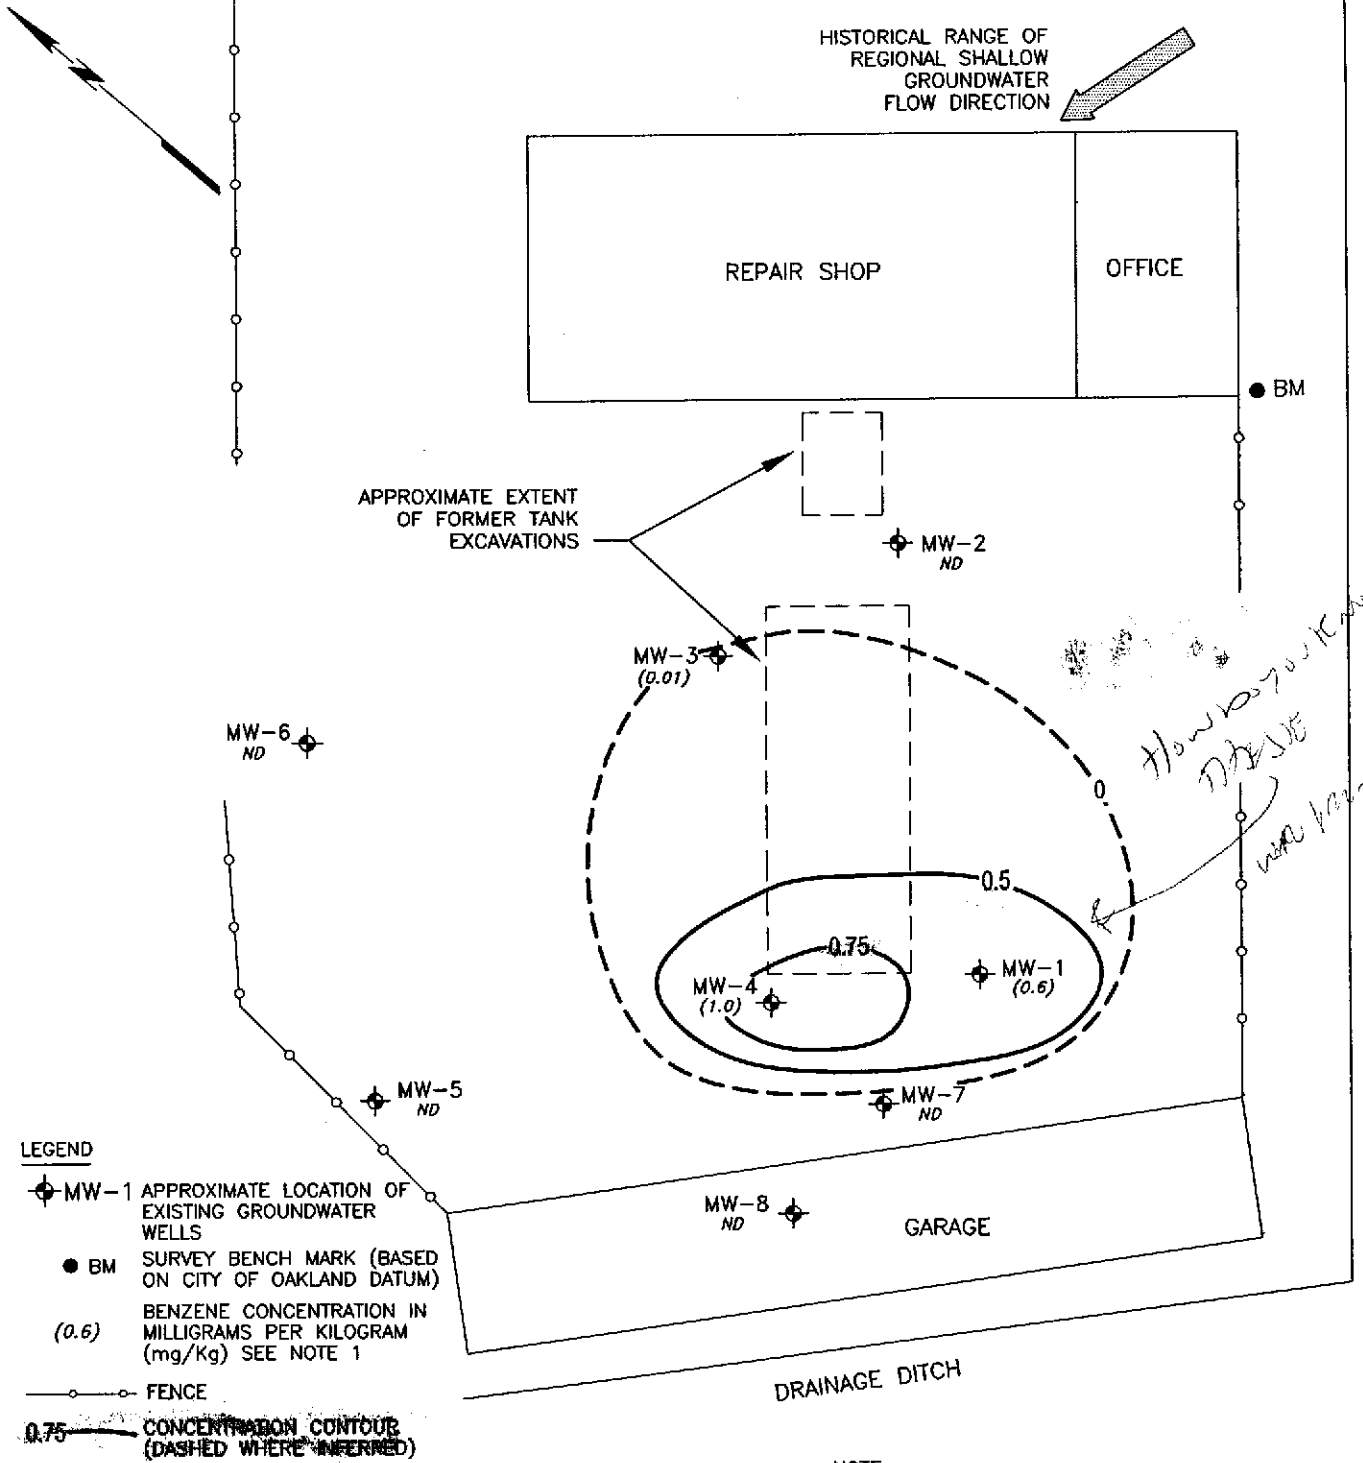 HISTORICAL RANGE OF
REGIONAL SHALLOW
GROUNDWATER
FLOW DIRECTION
REPAIR SHOP
OFFICE
BM
APPROXIMATE EXTENT
OF FORMER TANK
EXCAVATIONS
MW-2
ND
MW-3
(0.01)
MW-6
ND
How do you
0
0.5
0.75
MW-4
(1.0)
MW-1
(0.6)
MW-5
ND
MW-7
ND
MW-8
ND
GARAGE
DRAINAGE DITCH
LEGEND
MW-1 APPROXIMATE LOCATION OF
EXISTING GROUNDWATER
WELLS
BM SURVEY BENCH MARK (BASED
ON CITY OF OAKLAND DATUM)
(0.6) BENZENE CONCENTRATION IN
MILLIGRAMS PER KILOGRAM
(mg/Kg) SEE NOTE 1
FENCE
0.75 CONCENTRATION CONTOUR
(DASHED WHERE INFERRED)